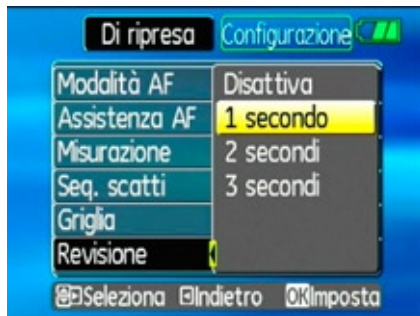 Di ripresa Configurazione
Modalità AF Disattiva
Assistenza AF 1 secondo
Misurazione 2 secondi
Seq. scatti 3 secondi
Griglia
Revisione
Seleziona Indietro OK Imposta